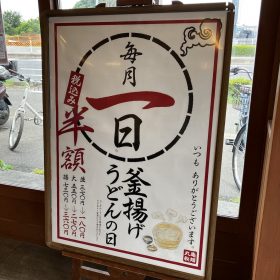 毎月
一日
釜揚げ
うどんの日
税込み
半額
いつも ありがとうございます。
丸亀
製麺